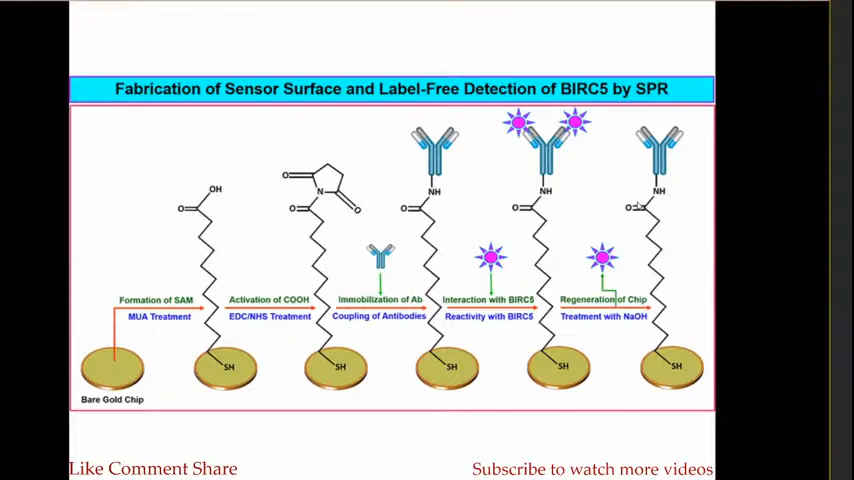 Fabrication of Sensor Surface and Label-Free Detection of BIRC5 by SPR
OH
O
O
N
O
O
NH
O
NH
O
NH
O
Formation of SAM
MUA Treatment
Activation of COOH
EDC/NHS Treatment
Immobilization of Ab
Coupling of Antibodies
Interaction with BIRC5
Reactivity with BIRC5
Regeneration of Chip
Treatment with NaOH
SH
SH
SH
SH
SH
Bare Gold Chip
Like Comment Share
Subscribe to watch more videos